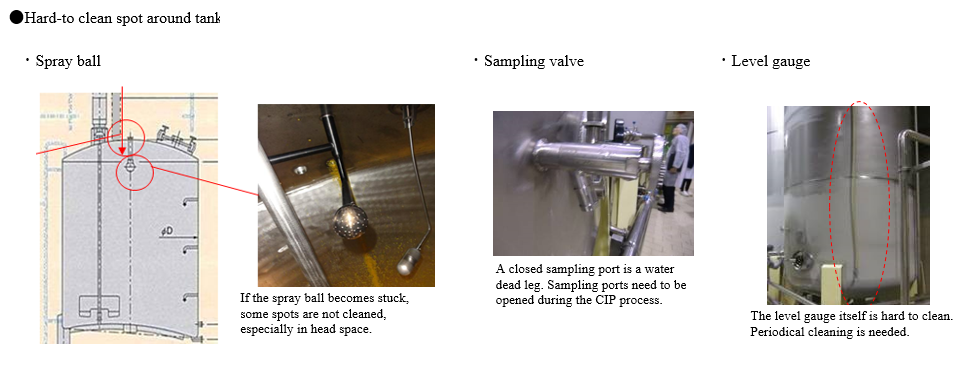 ●Hard-to clean spot around tank
・Spray ball
・Sampling valve
・Level gauge
φD
If the spray ball becomes stuck,
some spots are not cleaned,
especially in head space.
A closed sampling port is a water
dead leg. Sampling ports need to be
opened during the CIP process.
The level gauge itself is hard to clean.
Periodical cleaning is needed.